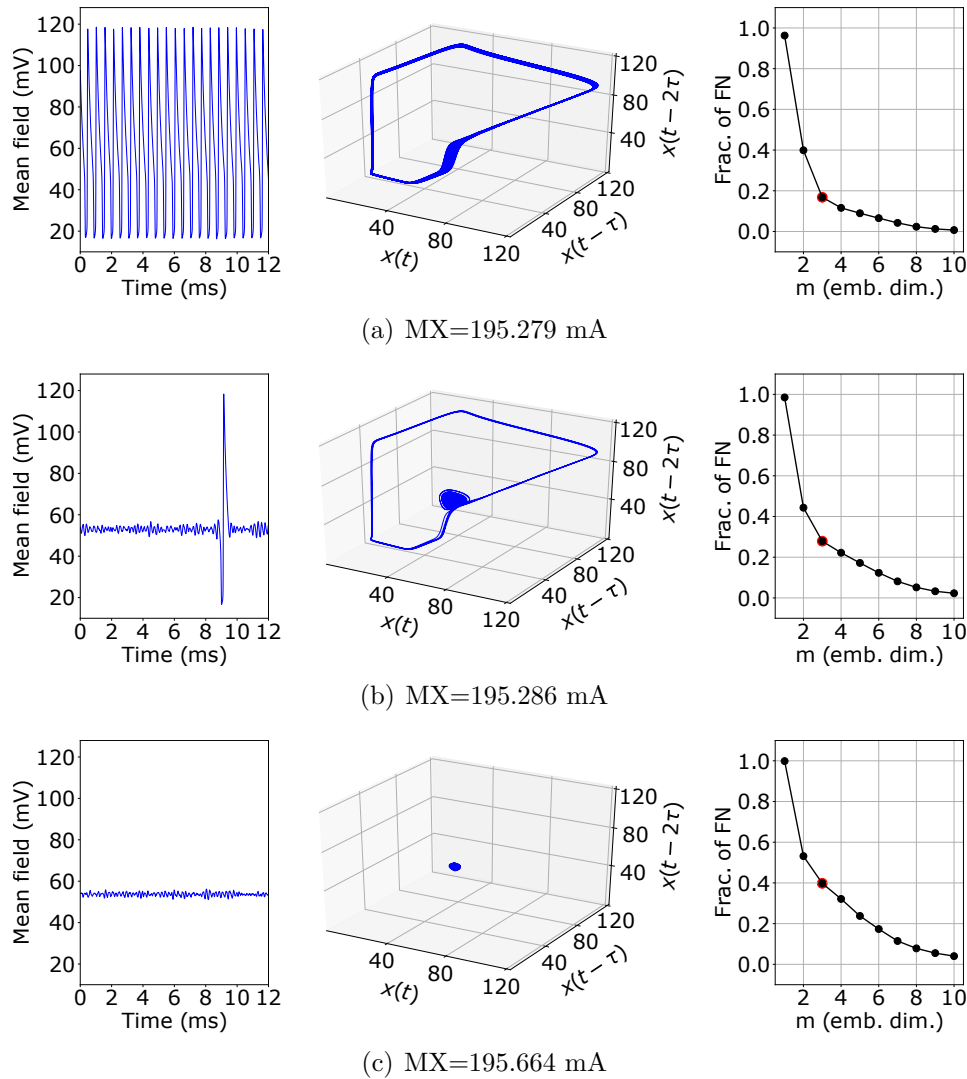 Mean field (mV)
120
100
80
60
40
20
0 2 4 6 8 10 12
Time (ms)
40 80 120
x(t)
40 80 120
x(t − τ)
40 80 120
x(t − 2τ)
Frac. of FN
1.0
0.8
0.6
0.4
0.2
0.0
2 4 6 8 10
m (emb. dim.)
(a) MX=195.279 mA
Mean field (mV)
120
100
80
60
40
20
0 2 4 6 8 10 12
Time (ms)
40 80 120
x(t)
40 80 120
x(t − τ)
40 80 120
x(t − 2τ)
Frac. of FN
1.0
0.8
0.6
0.4
0.2
0.0
2 4 6 8 10
m (emb. dim.)
(b) MX=195.286 mA
Mean field (mV)
120
100
80
60
40
20
0 2 4 6 8 10 12
Time (ms)
40 80 120
x(t)
40 80 120
x(t − τ)
40 80 120
x(t − 2τ)
Frac. of FN
1.0
0.8
0.6
0.4
0.2
0.0
2 4 6 8 10
m (emb. dim.)
(c) MX=195.664 mA